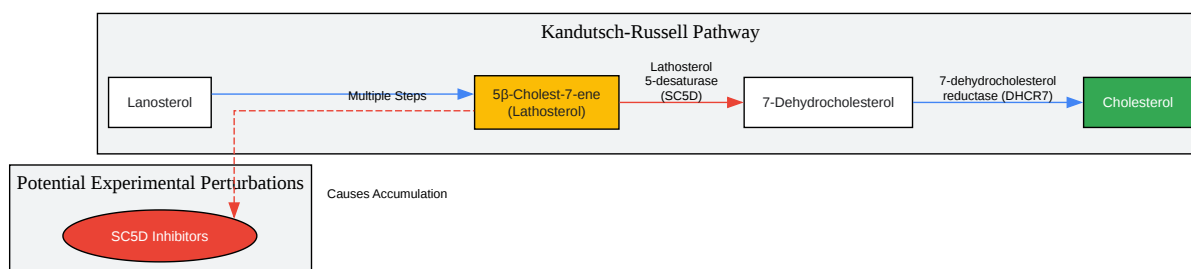 Kandutsch-Russell Pathway
Lanosterol
Multiple Steps
5β-Cholest-7-ene
(Lathosterol)
Lathosterol
5-desaturase
(SC5D)
7-Dehydrocholesterol
7-dehydrocholesterol
reductase (DHCR7)
Cholesterol
Potential Experimental Perturbations
SC5D Inhibitors
Causes Accumulation